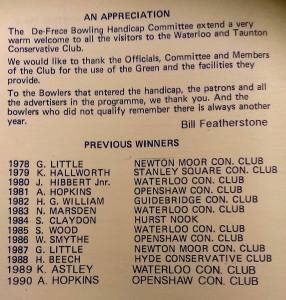 AN APPRECIATION
The De-Frece Bowling Handicap Committee extend a very
warm welcome to all the visitors to the Waterloo and Taunton
Conservative Club.
We would like to thank the Officials, Committee and Members
of the Club for the use of the Green and the facilities they
provide.
To the Bowlers that entered the handicap, the patrons and all
the advertisers in the programme, we thank you. And the
bowlers who did not qualify remember there is always another
year.
Bill Featherstone
PREVIOUS WINNERS
1978 G. LITTLE NEWTON MOOR CON. CLUB
1979 K. HALLWORTH STANLEY SQUARE CON. CLUB
1980 J. HIBERT Jnr. WATERLOO CON. CLUB
1981 A. HOPKINS OPENSHAW CON. CLUB
1982 H. G. WILLIAM GUIDEBRIDGE CON. CLUB
1983 N. MARSDEN WATERLOO CON. CLUB
1984 S. CLAYDON HURST NOOK
1985 S. WOOD WATERLOO CON. CLUB
1986 W. SMYTHE OPENSHAW CON. CLUB
1987 G. LITTLE NEWTON MOOR CON. CLUB
1988 H. BEECH HYDE CONSERVATIVE CLUB
1989 K. ASTLEY WATERLOO CON. CLUB
1990 A. HOPKINS OPENSHAW CON. CLUB